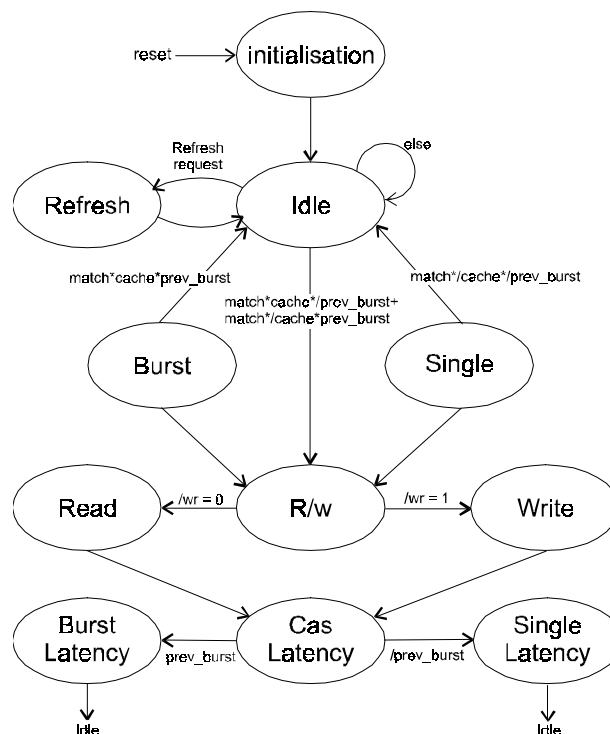 reset
initialisation
Refresh
request
else
Refresh
Idle
match*cache*prev_burst
match*/cache*/prev_burst
match*cache*/prev_burst+
match*/cache*prev_burst
Burst
Single
Read
/wr = 0
R/w
/wr = 1
Write
Burst
Latency
prev_burst
Cas
Latency
/prev_burst
Single
Latency
Idle
Idle